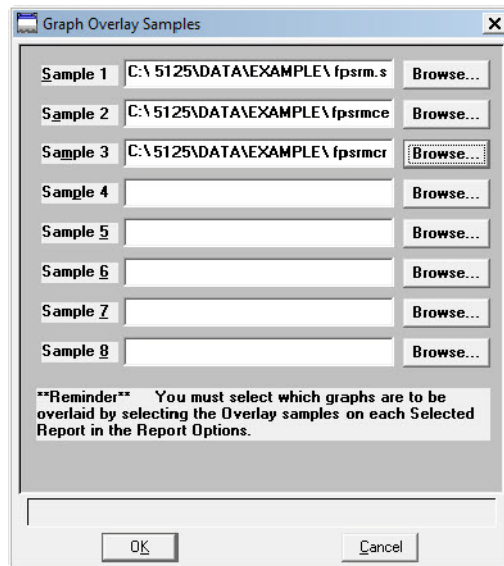 Graph Overlay Samples
Sample 1 C:\ 5125\DATA\EXAMPLE\ fpsrm.s Browse...
Sample 2 C:\ 5125\DATA\EXAMPLE\ fpsrmce Browse...
Sample 3 C:\ 5125\DATA\EXAMPLE\ fpsrmcr Browse...
Sample 4 Browse...
Sample 5 Browse...
Sample 6 Browse...
Sample 7 Browse...
Sample 8 Browse...
**Reminder** You must select which graphs are to be
overlaid by selecting the Overlay samples on each Selected
Report in the Report Options.
OK Cancel